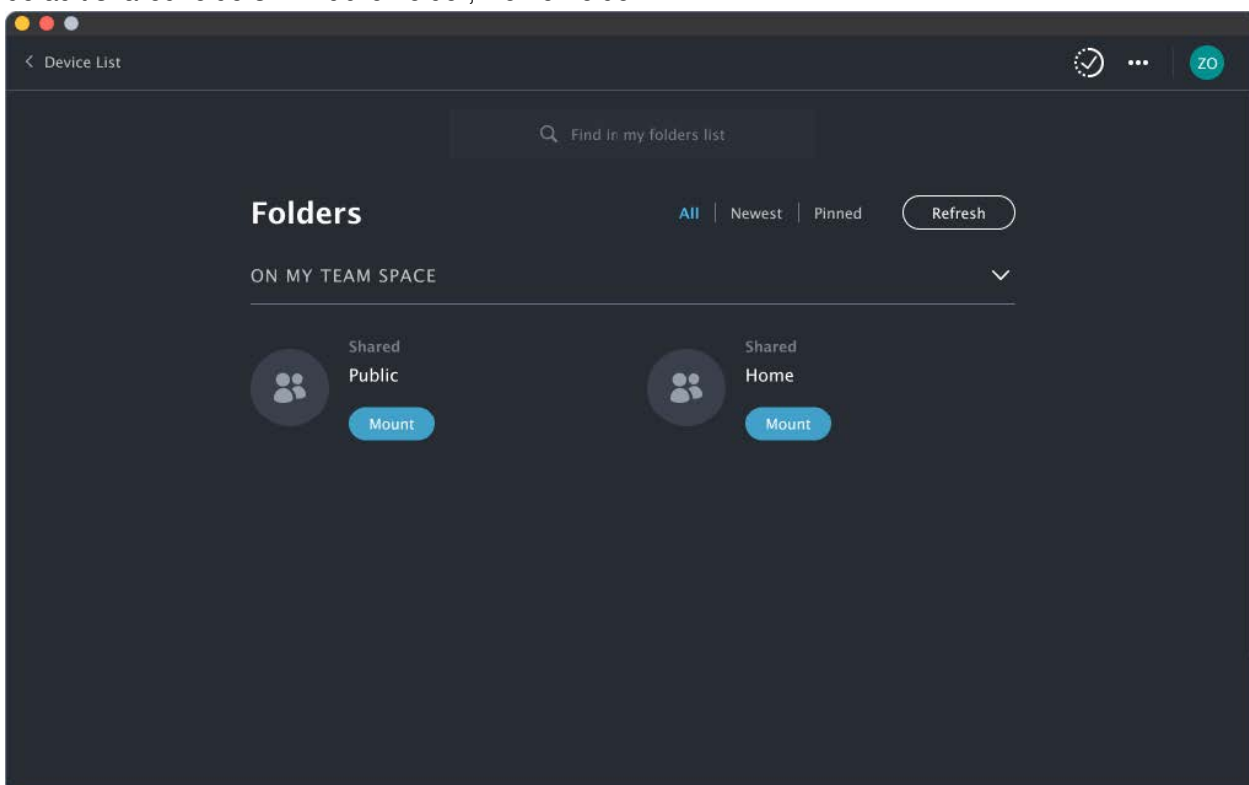 < Device List
ZO
Find in my folders list
Folders
All | Newest | Pinned
Refresh
ON MY TEAM SPACE
Shared
Public
Mount
Shared
Home
Mount